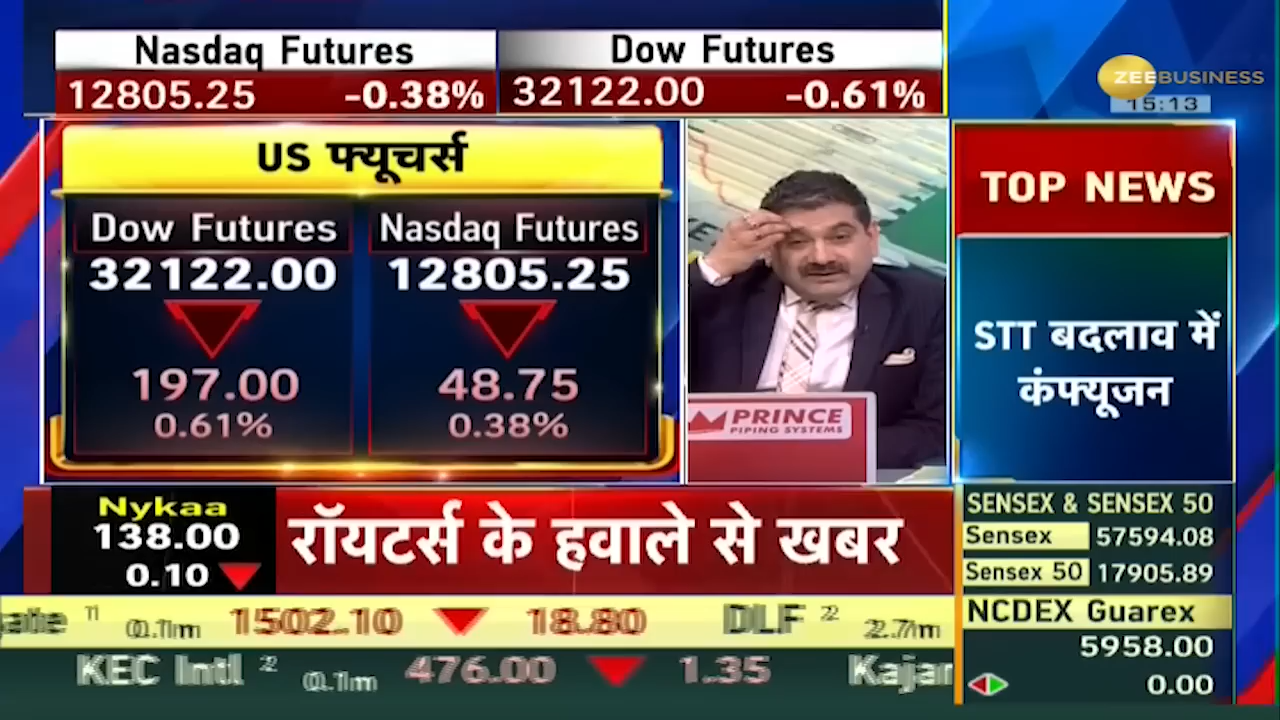 Nasdaq Futures
12805.25 -0.38%
Dow Futures
32122.00 -0.61%
ZEEBUSINESS
15:13
US फ्यूचर्स
Dow Futures
32122.00
197.00
0.61%
Nasdaq Futures
12805.25
48.75
0.38%
PRINCE
PIPING SYSTEMS
TOP NEWS
STT बदलाव में
कंफ्यूजन
Nykaa
138.00
0.10
रॉयटर्स के हवाले से खबर
SENSEX & SENSEX 50
Sensex 57594.08
Sensex 50 17905.89
NCDEX Guarex
5958.00
0.00
1502.10 18.80 DLF
KEC Intl 0.1m 476.00 1.35 Kajar